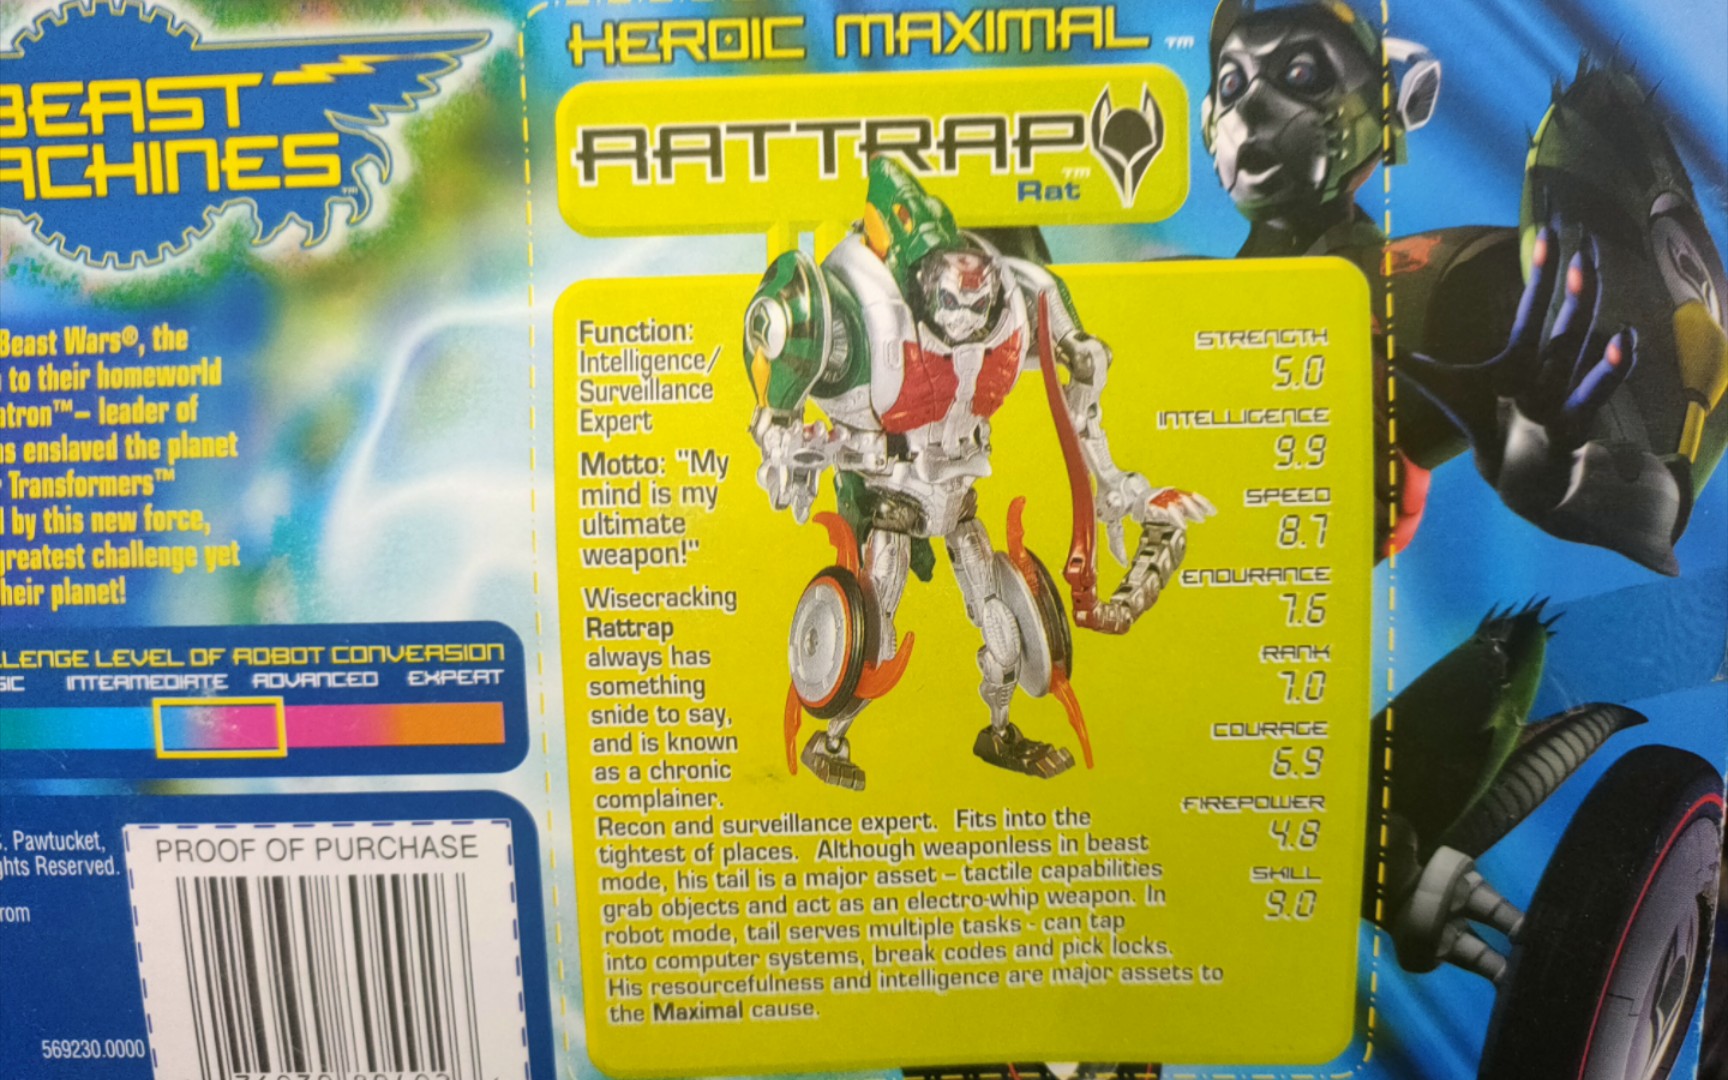 BEAST
ACHINES™
Beast Wars®, the
to their homeworld
atron™ – leader of
as enslaved the planet
Transformers™
by this new force,
greatest challenge yet
heir planet!
LLENGE LEVEL OF ROBOT CONVERSION
SIC INTERMEDIATE ADVANCED EXPERT
Pawtucket,
ghts Reserved.
rom
569230.0000
PROOF OF PURCHASE
HEROIC MAXIMAL™
RATTRAP™
Rat
Function:
Intelligence/
Surveillance
Expert
Motto: "My
mind is my
ultimate
weapon!"
Wisecracking
Rattrap
always has
something
snide to say,
and is known
as a chronic
complainer.
Recon and surveillance expert. Fits into the
tightest of places. Although weaponless in beast
mode, his tail is a major asset – tactile capabilities
grab objects and act as an electro-whip weapon. In
robot mode, tail serves multiple tasks - can tap
into computer systems, break codes and pick locks.
His resourcefulness and intelligence are major assets to
the Maximal cause.
STRENGTH
5.0
INTELLIGENCE
9.9
SPEED
8.7
ENDURANCE
7.6
RANK
7.0
COURAGE
6.9
FIREPOWER
4.8
SKILL
9.0